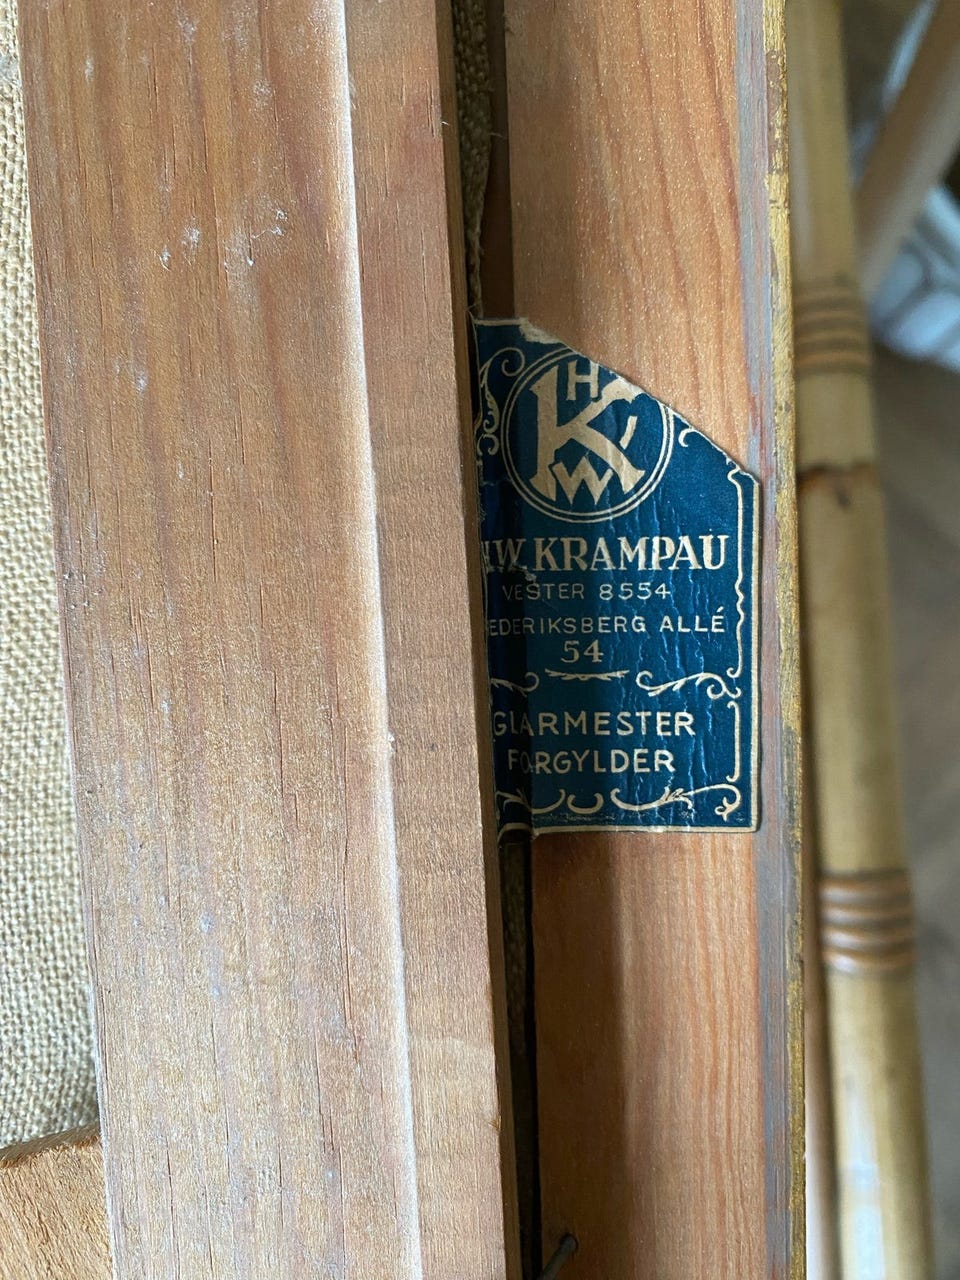 HKW
.W. KRAMPAU
VESTER 8554
EDERIKSBERG ALLÉ
54
GLARMESTER
FORGYLDER